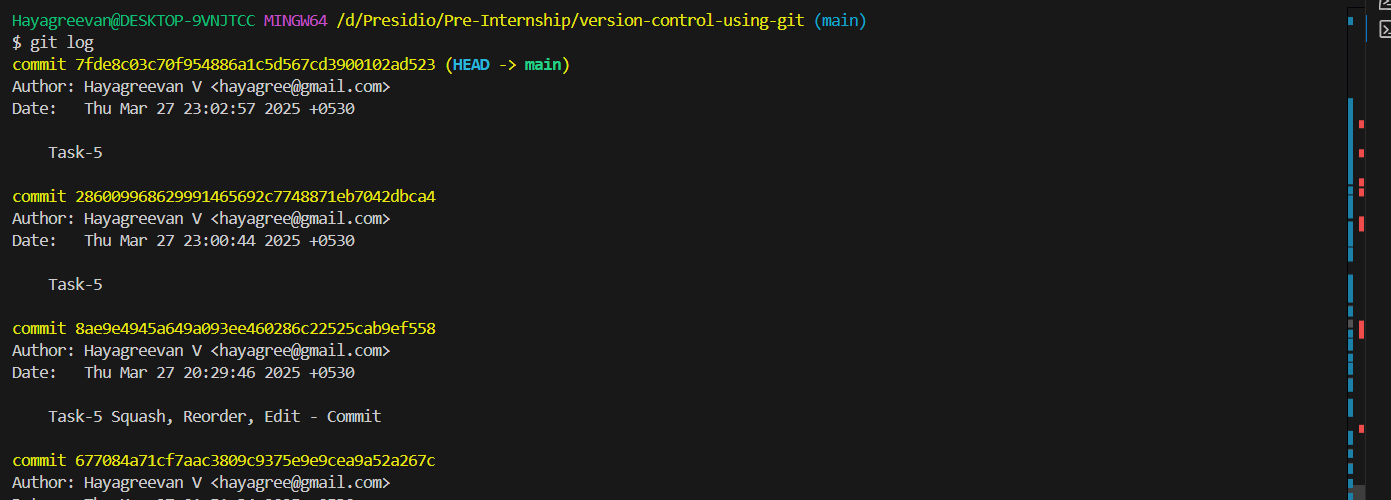 Hayagreevan@DESKTOP-9VNJTCC MINGW64 /d/Presidio/Pre-Internship/version-control-using-git (main)
$ git log
commit 7fde8c03c70f954886a1c5d567cd3900102ad523 (HEAD -> main)
Author: Hayagreevan V <hayagree@gmail.com>
Date:   Thu Mar 27 23:02:57 2025 +0530
Task-5
commit 286009968629991465692c7748871eb7042dbca4
Author: Hayagreevan V <hayagree@gmail.com>
Date:   Thu Mar 27 23:00:44 2025 +0530
Task-5
commit 8ae9e4945a649a093ee460286c22525cab9ef558
Author: Hayagreevan V <hayagree@gmail.com>
Date:   Thu Mar 27 20:29:46 2025 +0530
Task-5 Squash, Reorder, Edit - Commit
commit 677084a71cf7aac3809c9375e9e9cea9a52a267c
Author: Hayagreevan V <hayagree@gmail.com>